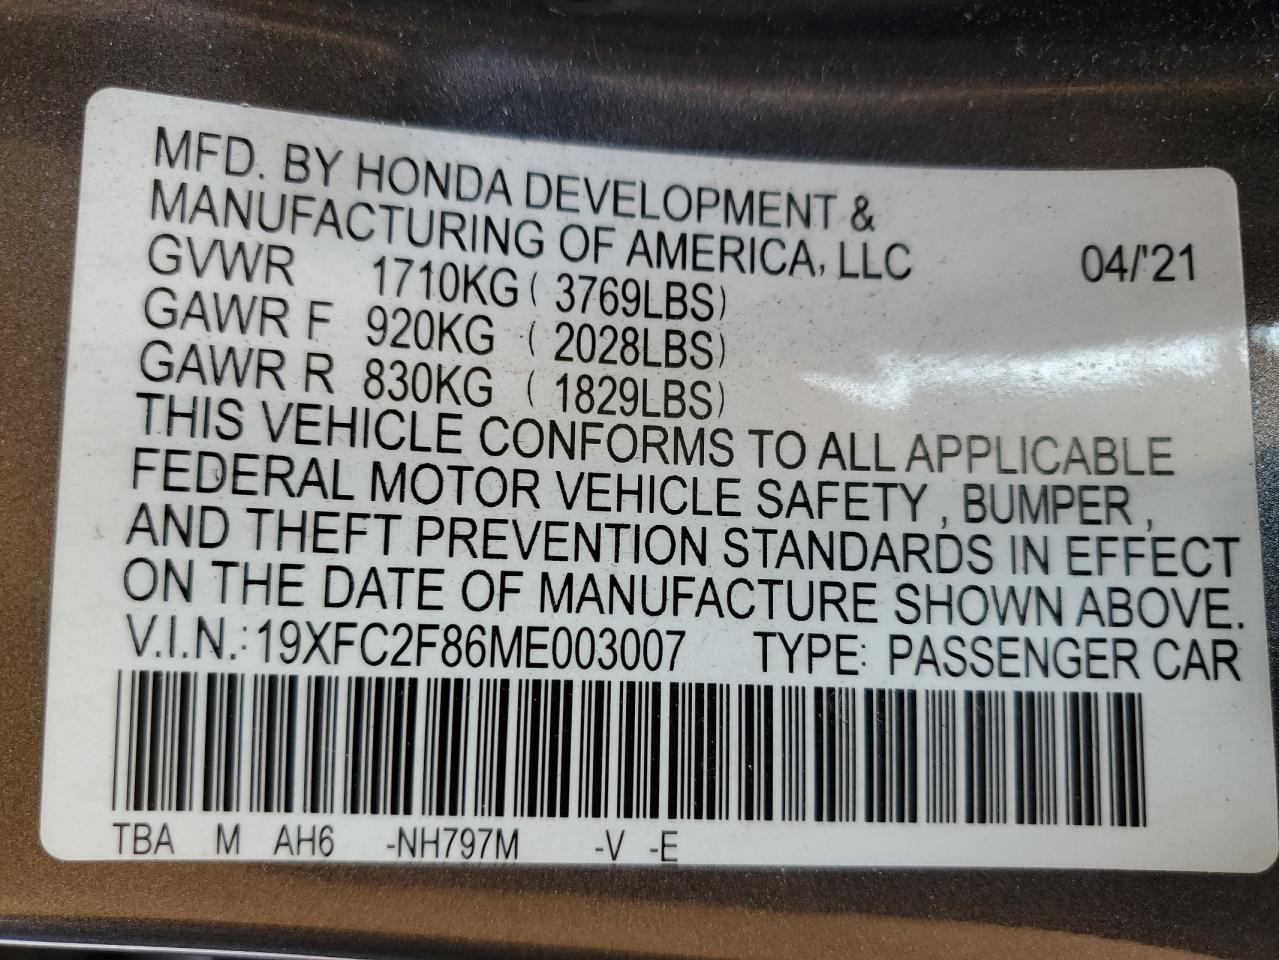 MFD. BY HONDA DEVELOPMENT &
MANUFACTURING OF AMERICA, LLC 04/'21
GVWR 1710KG ( 3769LBS)
GAWR F 920KG ( 2028LBS)
GAWR R 830KG ( 1829LBS)
THIS VEHICLE CONFORMS TO ALL APPLICABLE
FEDERAL MOTOR VEHICLE SAFETY , BUMPER ,
AND THEFT PREVENTION STANDARDS IN EFFECT
ON THE DATE OF MANUFACTURE SHOWN ABOVE.
V.I.N.: 19XFC2F86ME003007 TYPE: PASSENGER CAR
TBA M AH6 -NH797M -V -E